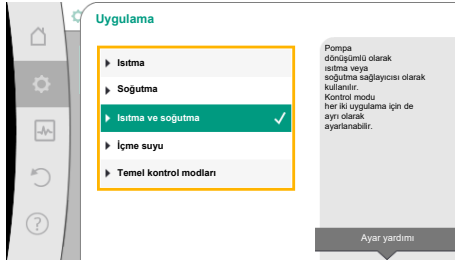 Uygulama
Isıtma
Soğutma
Isıtma ve soğutma
İçme suyu
Temel kontrol modları
Pompa
dönüşümlü olarak
ısıtma veya
soğutma sağlayıcısı olarak
kullanılır.
Kontrol modu
her iki uygulama için de
ayrı olarak
ayarlanabilir.
Ayar yardımı